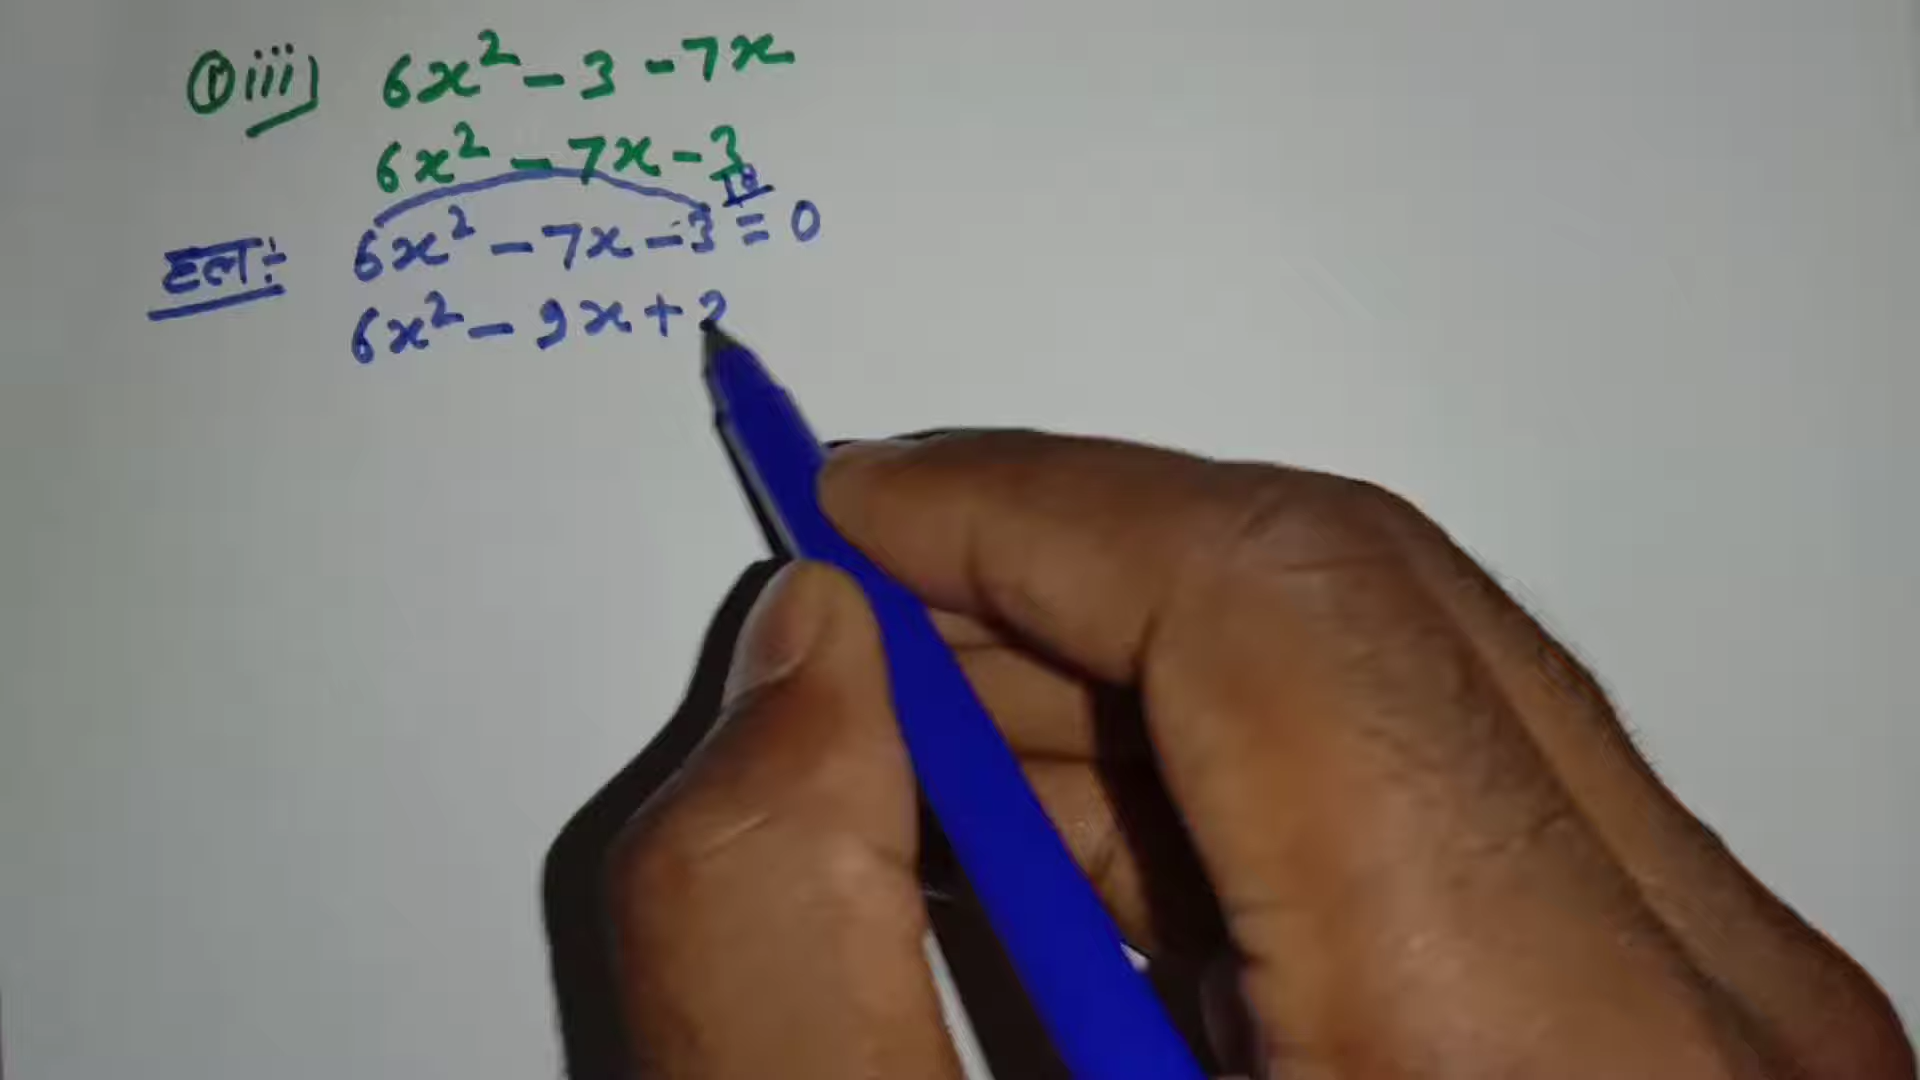 ①iii) 6x² - 3 - 7x
6x² - 7x - 3
18
हल:- 6x² - 7x - 3 = 0
6x² - 9x + 2